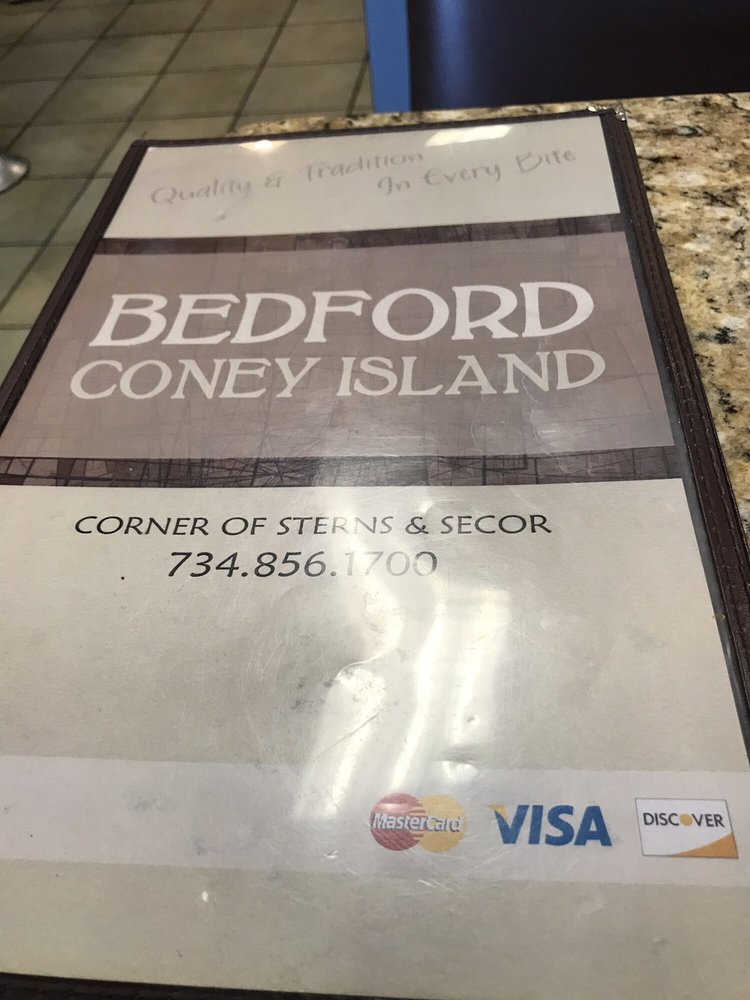 Quality & Tradition
In Every Bite
BEDFORD
CONEY ISLAND
CORNER OF STERNS & SECOR
734.856.1700
MasterCard VISA DISCOVER